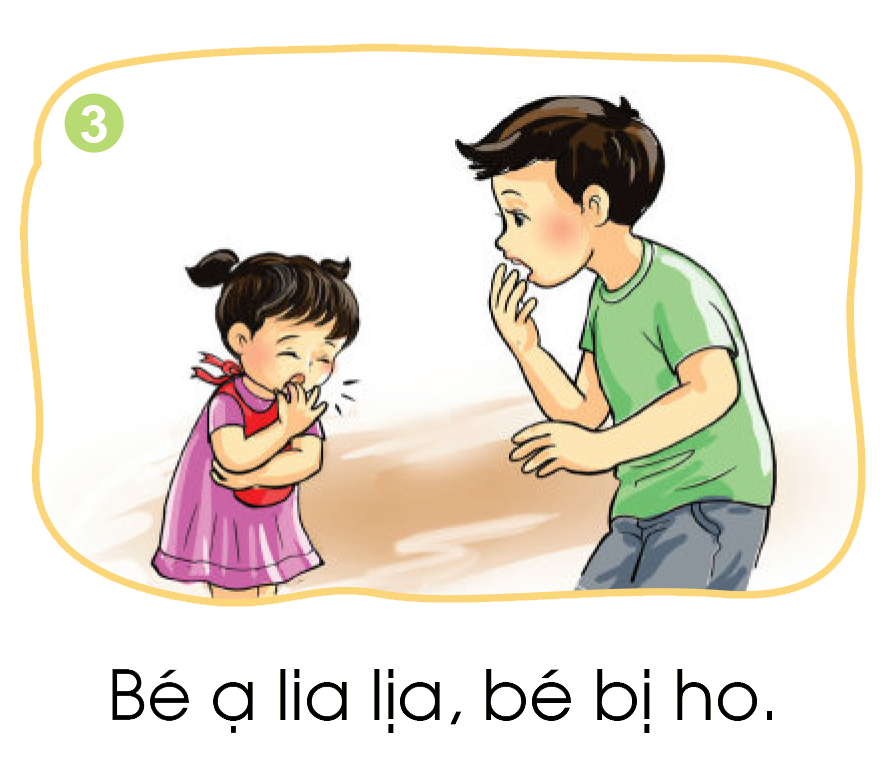 3
Bé ạ lia lịa, bé bị ho.